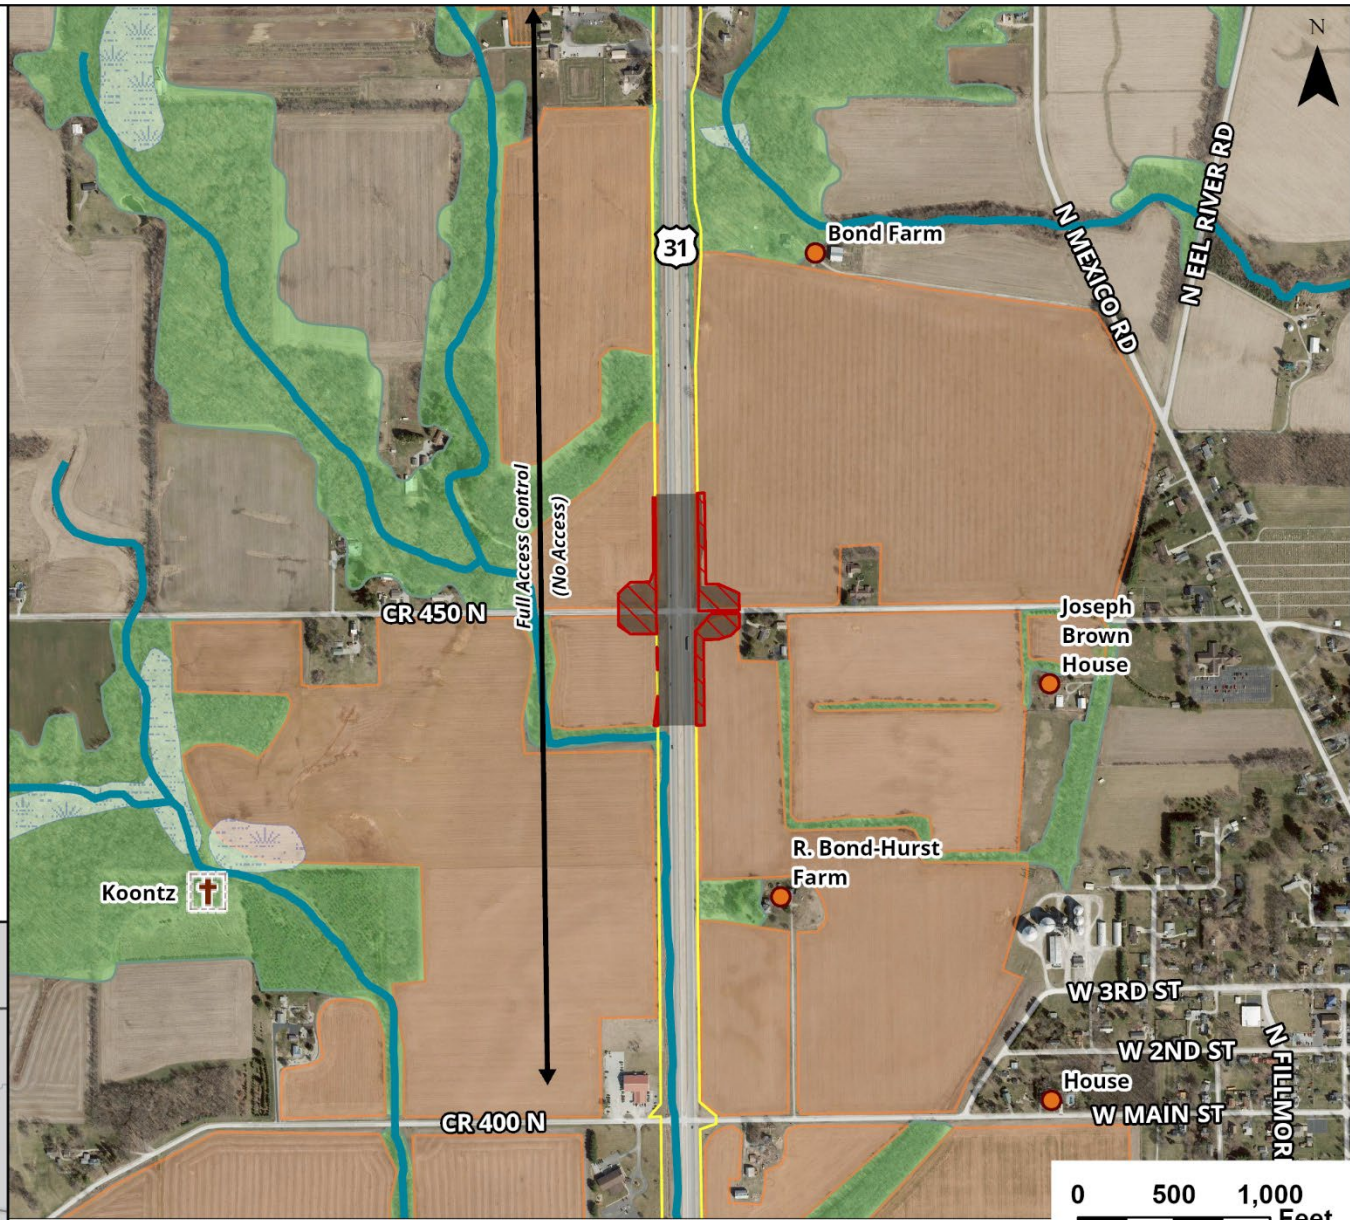 N
N EEL RIVER RD
N MEXICO RD
Bond Farm
31
Full Access Control
(No Access)
CR 450 N
Joseph
Brown
House
R. Bond-Hurst
Farm
Koontz
W 3RD ST
W 2ND ST
N FILLMOR
House
W MAIN ST
CR 400 N
0 500 1,000
Feet